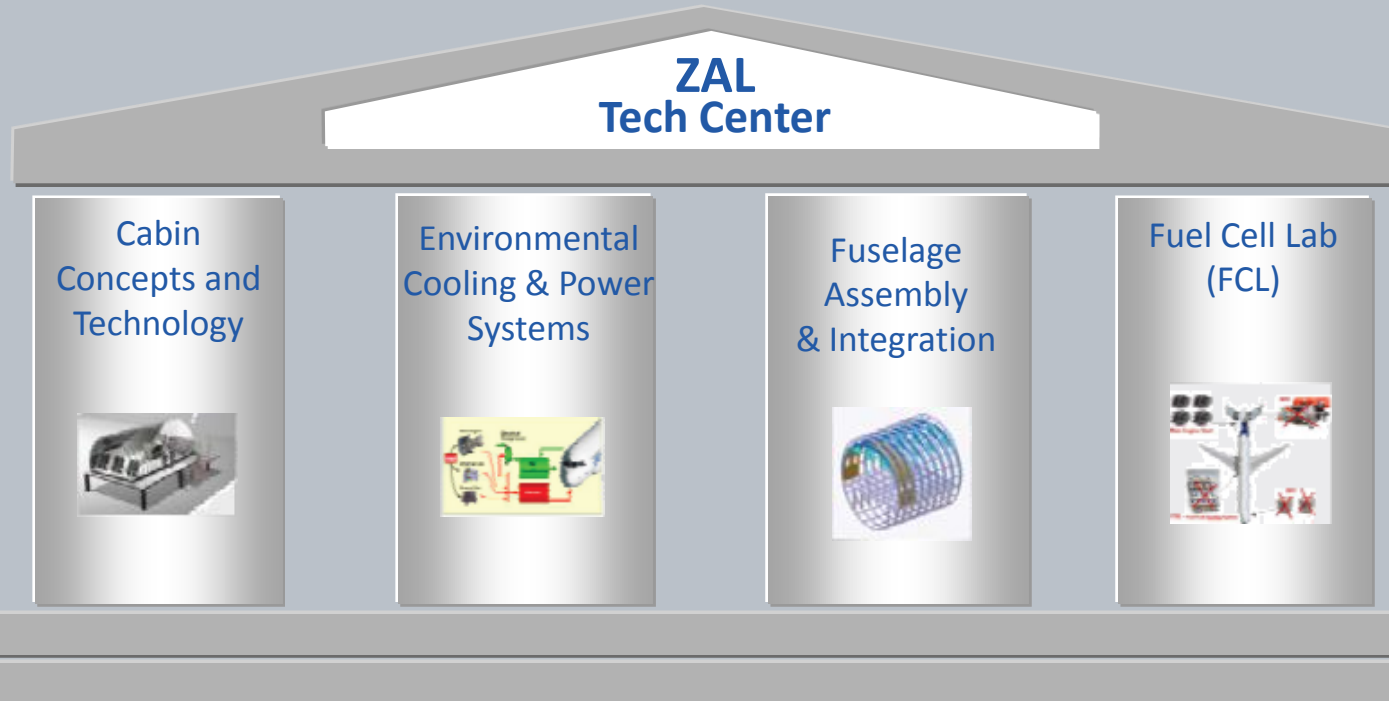 ZAL
Tech Center
Cabin
Concepts and
Technology
Environmental
Cooling & Power
Systems
Fuselage
Assembly
& Integration
Fuel Cell Lab
(FCL)